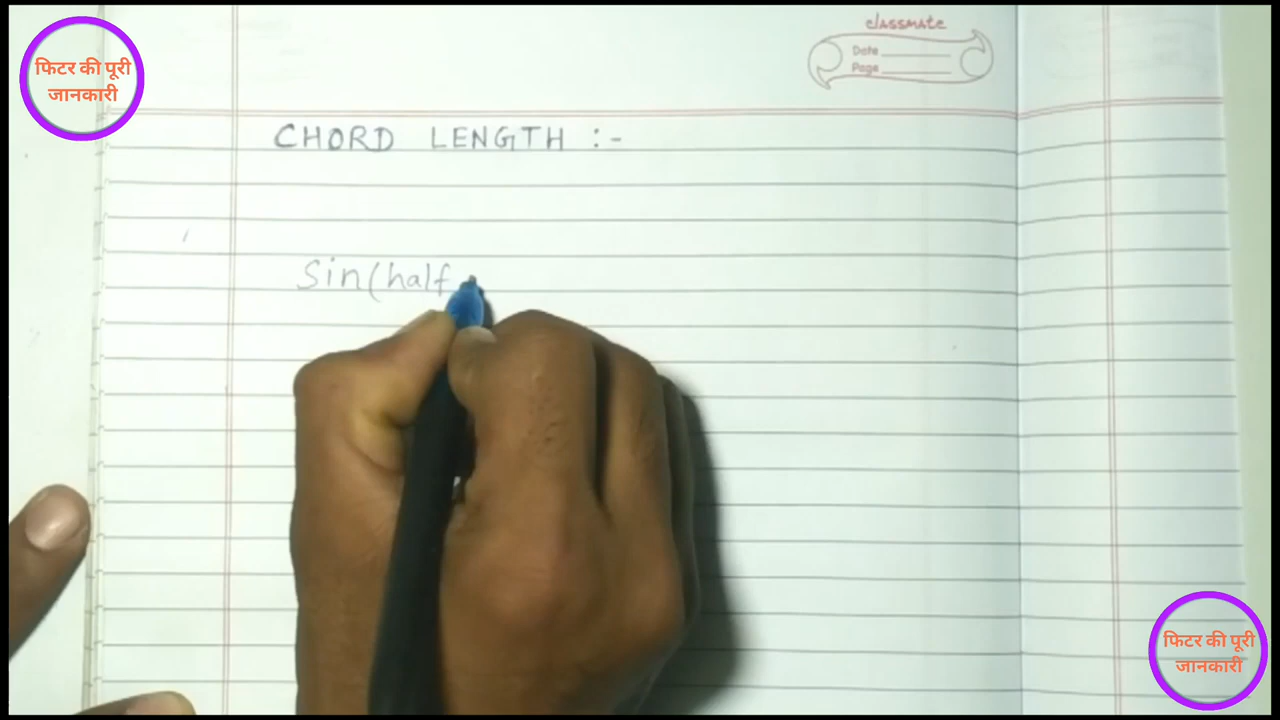 फिटर की पूरी
जानकारी
classmate
Date
Page
CHORD LENGTH :-
Sin(half
फिटर की पूरी
जानकारी